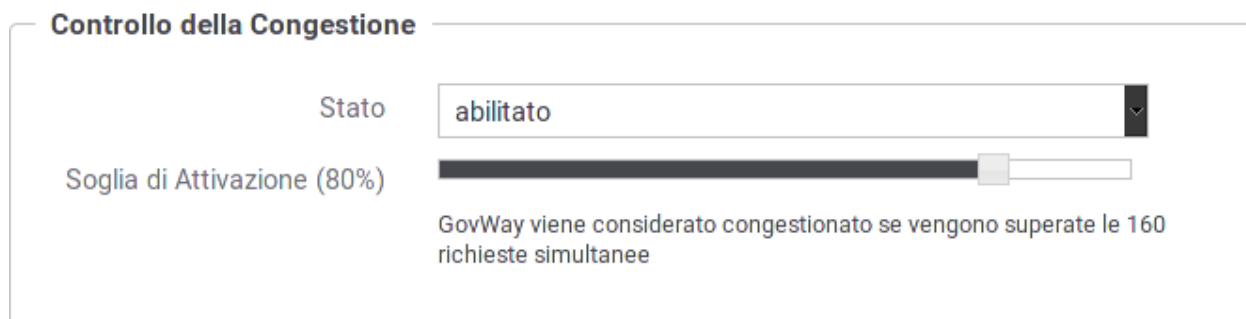 Controllo della Congestione
Stato
abilitato
Soglia di Attivazione (80%)
GovWay viene considerato congestionato se vengono superate le 160
richieste simultanee